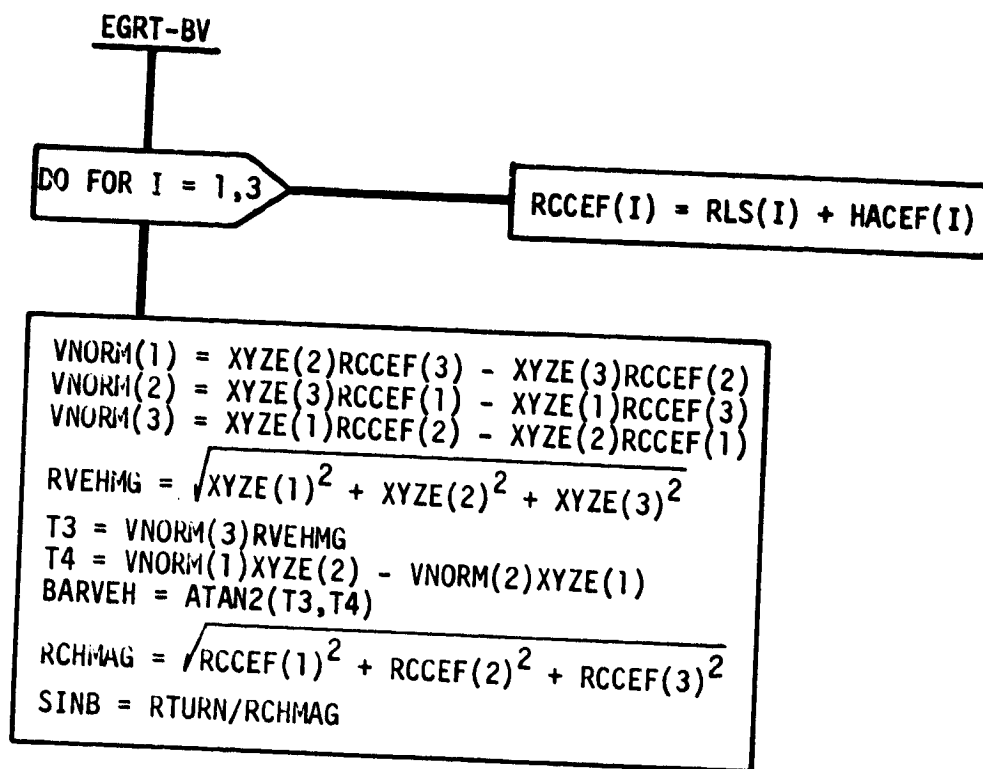 EGRT-BV
DO FOR I = 1,3
RCCEF(I) = RLS(I) + HACEF(I)
VNORM(1) = XYZE(2)RCCEF(3) - XYZE(3)RCCEF(2)
VNORM(2) = XYZE(3)RCCEF(1) - XYZE(1)RCCEF(3)
VNORM(3) = XYZE(1)RCCEF(2) - XYZE(2)RCCEF(1)
RVEHMG = √XYZE(1)² + XYZE(2)² + XYZE(3)²
T3 = VNORM(3)RVEHMG
T4 = VNORM(1)XYZE(2) - VNORM(2)XYZE(1)
BARVEH = ATAN2(T3,T4)
RCHMAG = √RCCEF(1)² + RCCEF(2)² + RCCEF(3)²
SINB = RTURN/RCHMAG